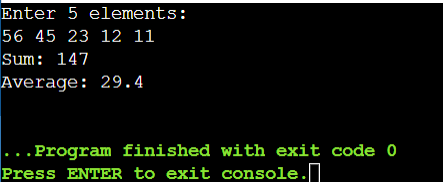 Enter 5 elements:
56 45 23 12 11
Sum: 147
Average: 29.4
...Program finished with exit code 0
Press ENTER to exit console.